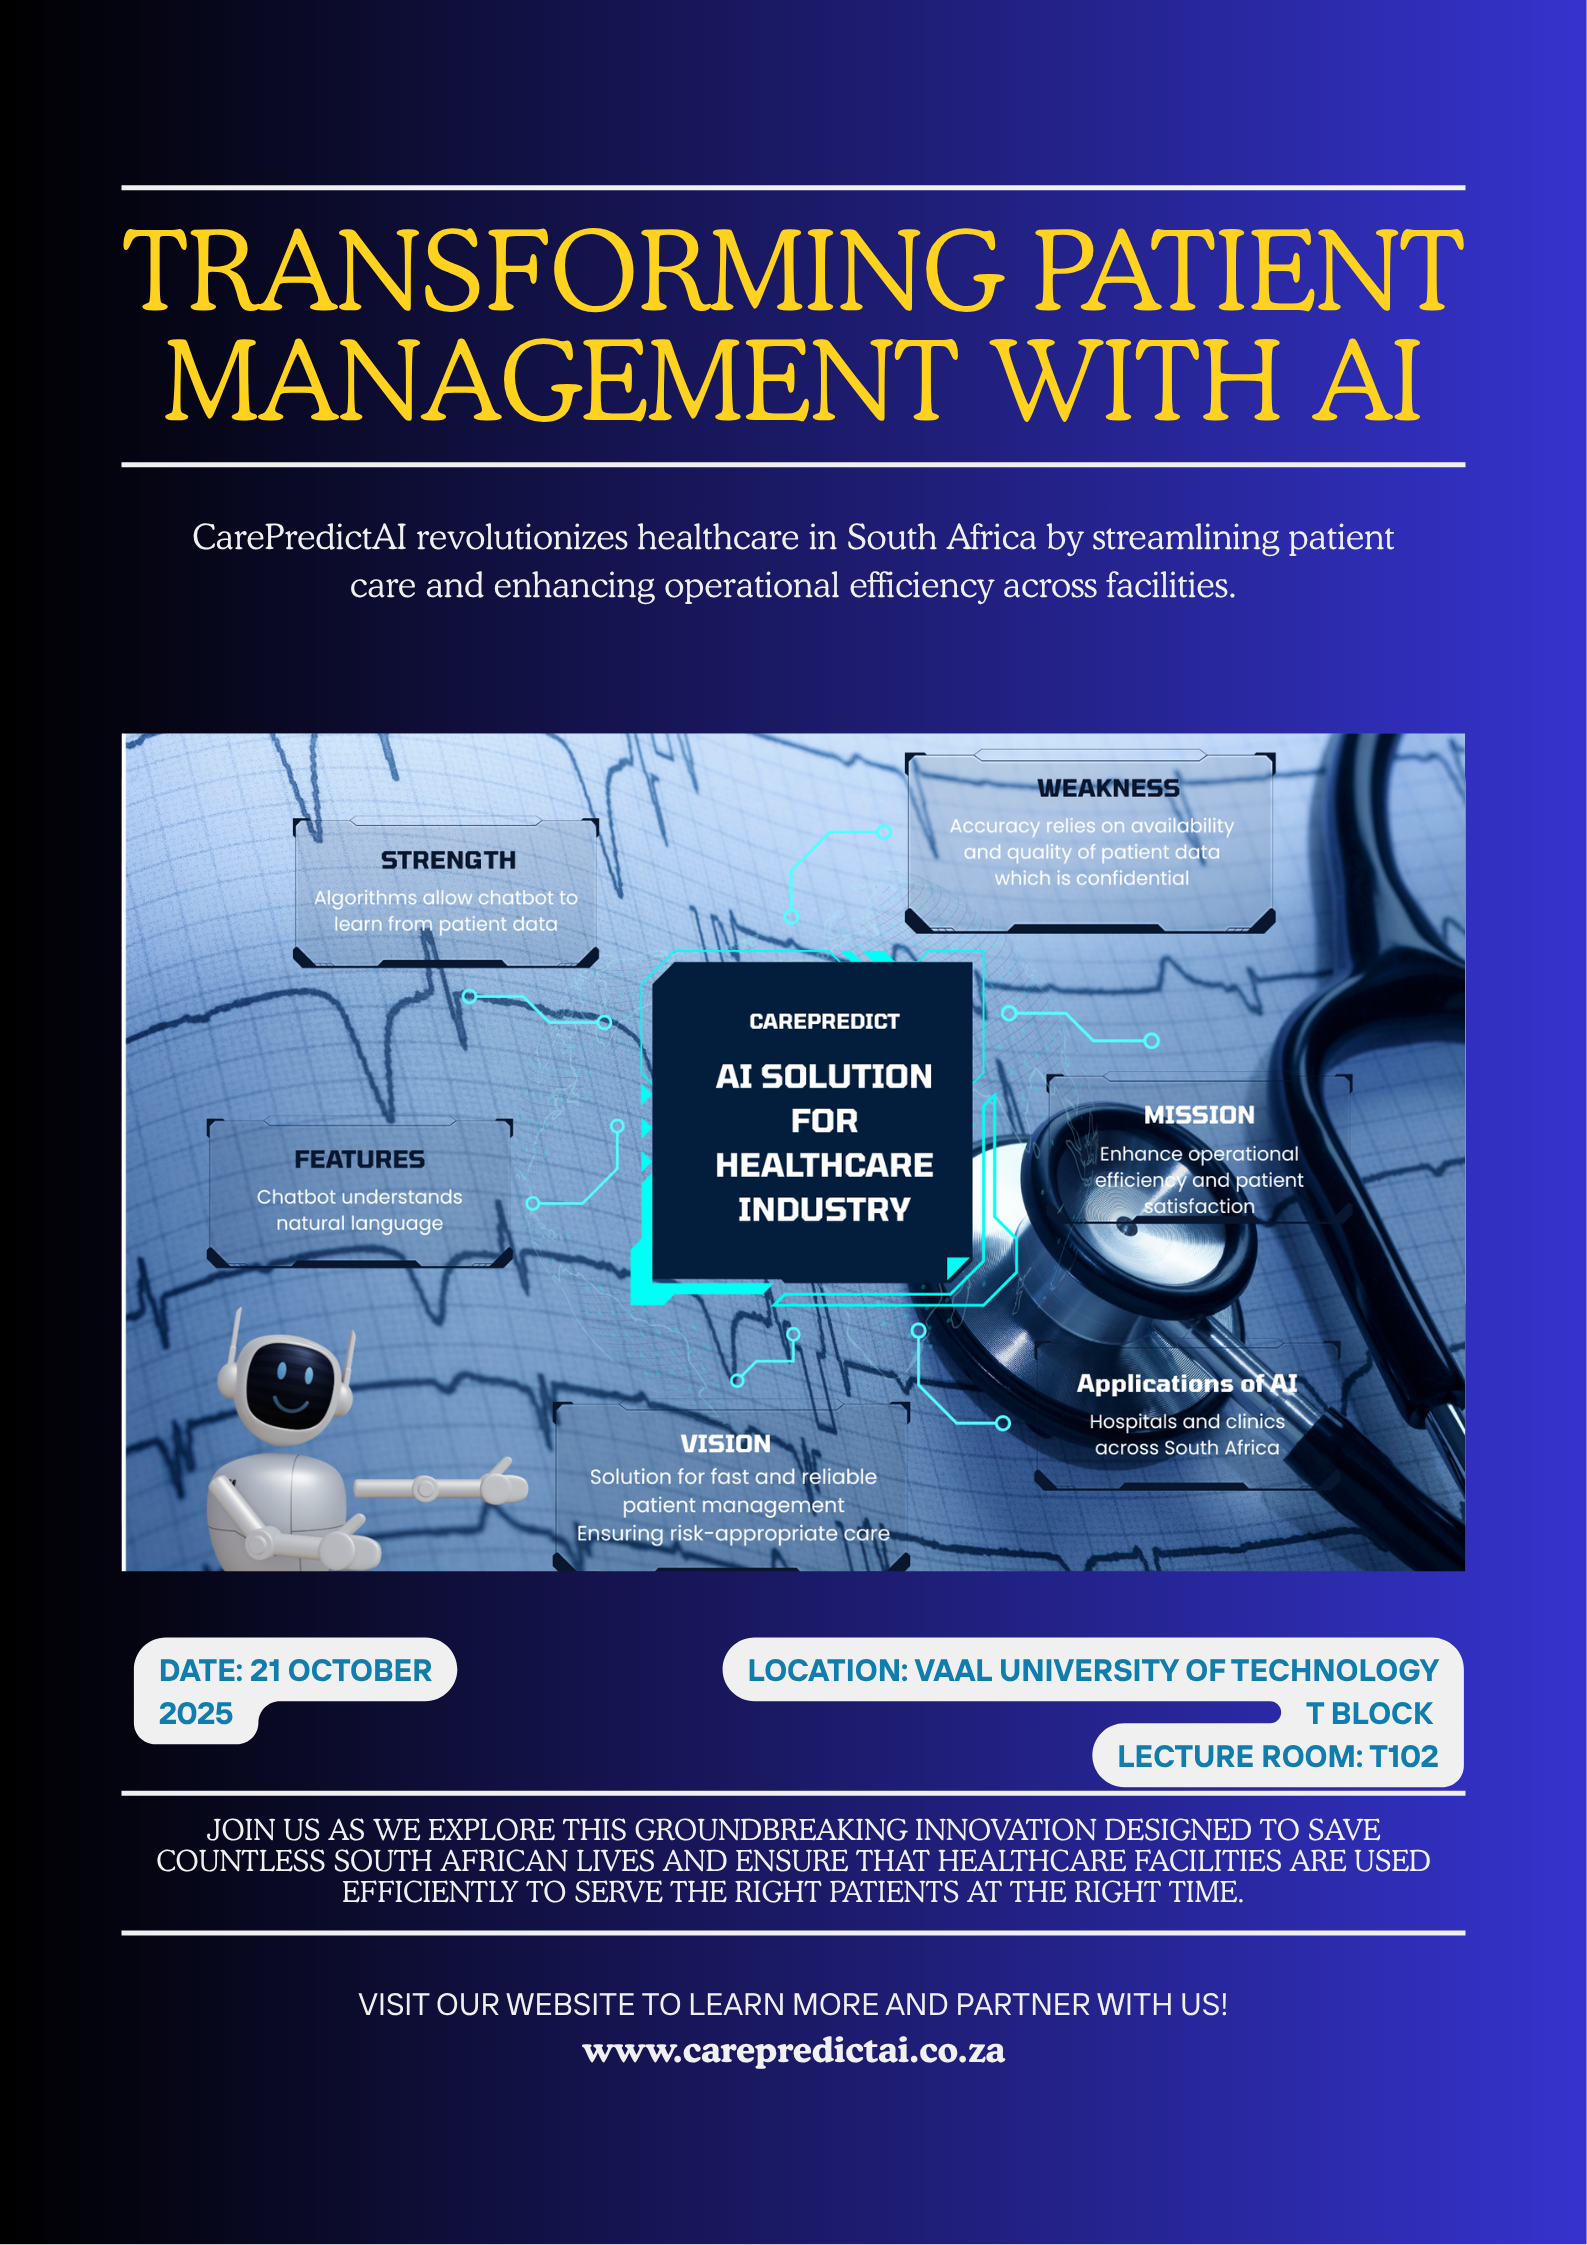 TRANSFORMING PATIENT
MANAGEMENT WITH AI
CarePredictAI revolutionizes healthcare in South Africa by streamlining patient
care and enhancing operational efficiency across facilities.
STRENGTH
Algorithms allow chatbot to
learn from patient data
WEAKNESS
Accuracy relies on availability
and quality of patient data
which is confidential
CAREPREDICT
AI SOLUTION
FOR
HEALTHCARE
INDUSTRY
FEATURES
Chatbot understands
natural language
MISSION
Enhance operational
efficiency and patient
satisfaction
VISION
Solution for fast and reliable
patient management
Ensuring risk-appropriate care
Applications of AI
Hospitals and clinics
across South Africa
DATE: 21 OCTOBER
2025
LOCATION: VAAL UNIVERSITY OF TECHNOLOGY
T BLOCK
LECTURE ROOM: T102
JOIN US AS WE EXPLORE THIS GROUNDBREAKING INNOVATION DESIGNED TO SAVE
COUNTLESS SOUTH AFRICAN LIVES AND ENSURE THAT HEALTHCARE FACILITIES ARE USED
EFFICIENTLY TO SERVE THE RIGHT PATIENTS AT THE RIGHT TIME.
VISIT OUR WEBSITE TO LEARN MORE AND PARTNER WITH US!
www.carepredictai.co.za